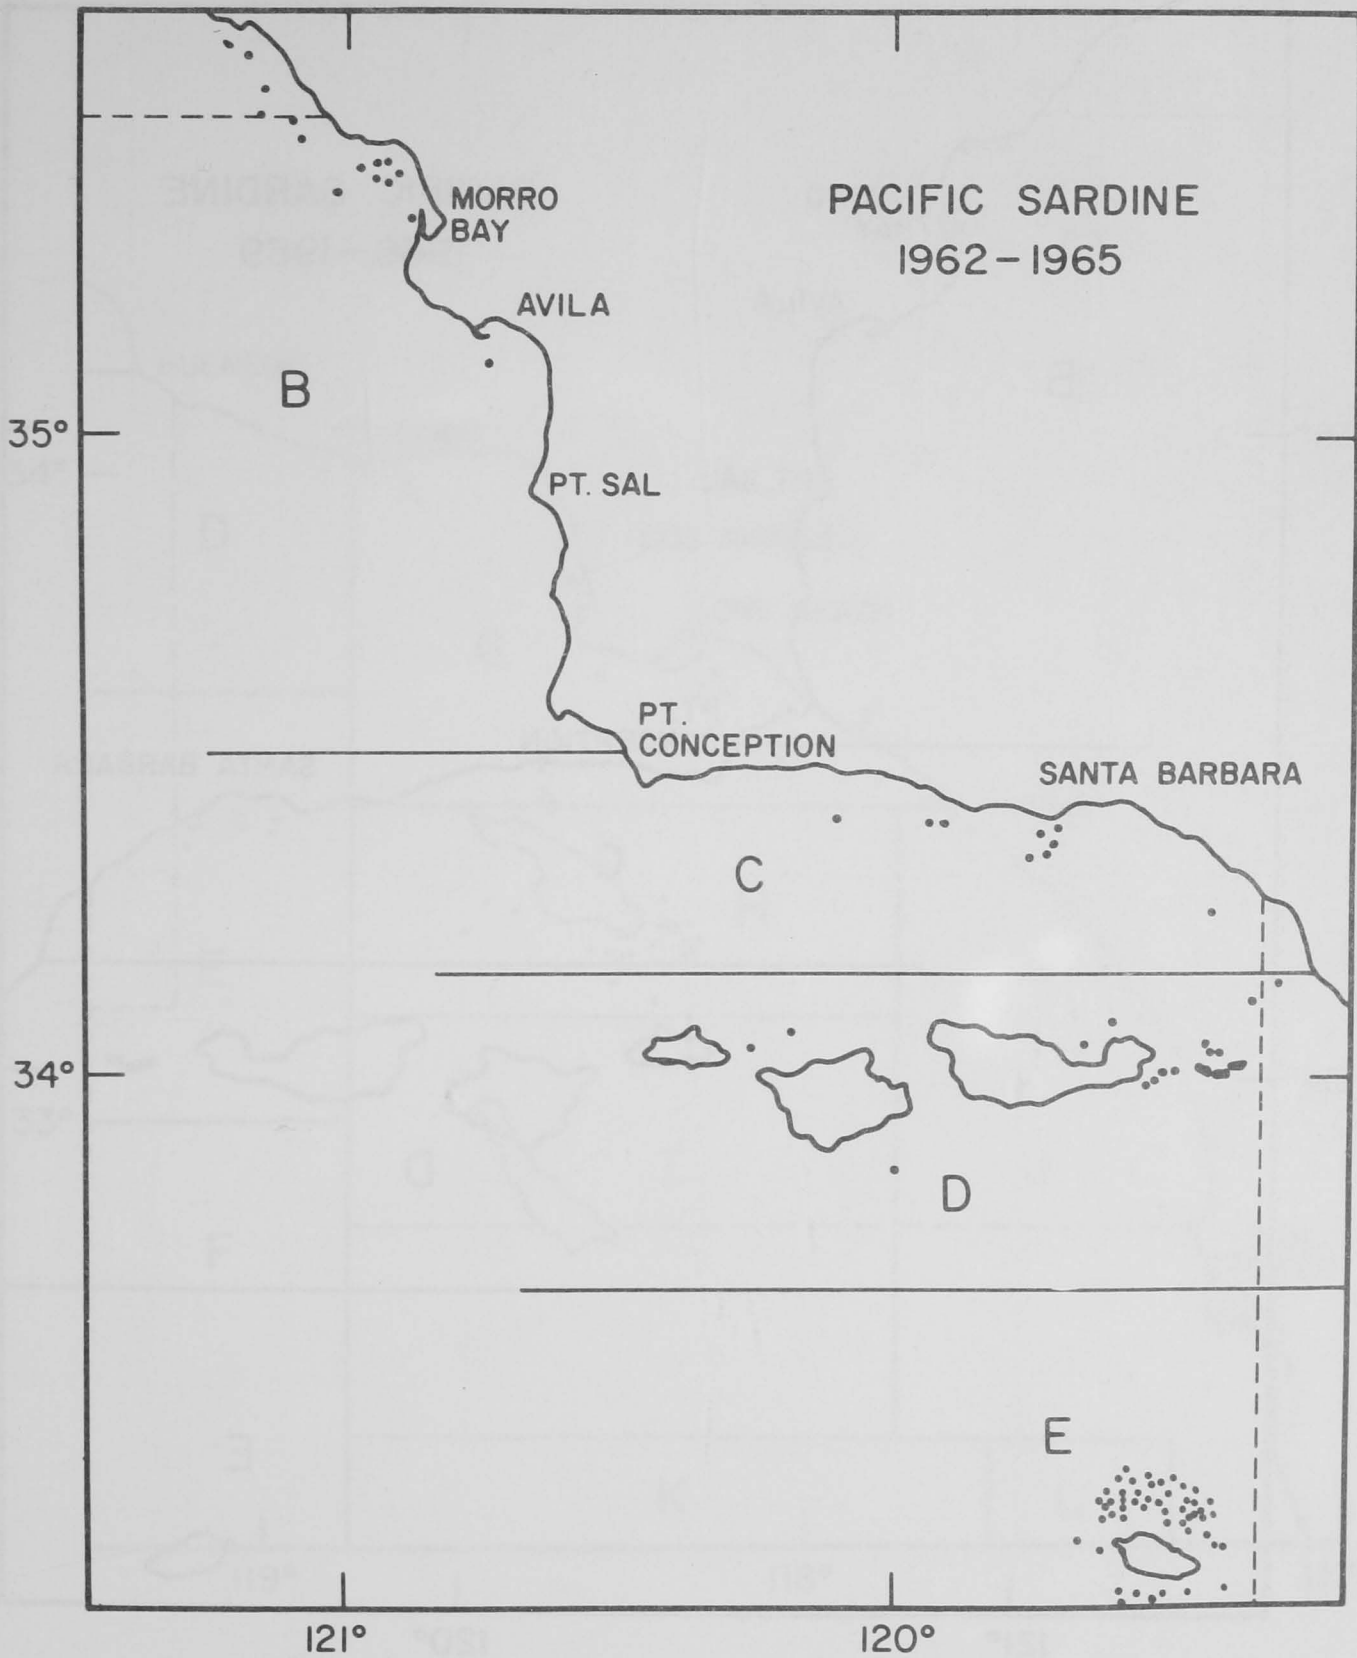 PACIFIC SARDINE
1962-1965
MORRO
BAY
AVILA
B
35°
PT. SAL
PT.
CONCEPTION
SANTA BARBARA
C
34°
D
E
121°
120°